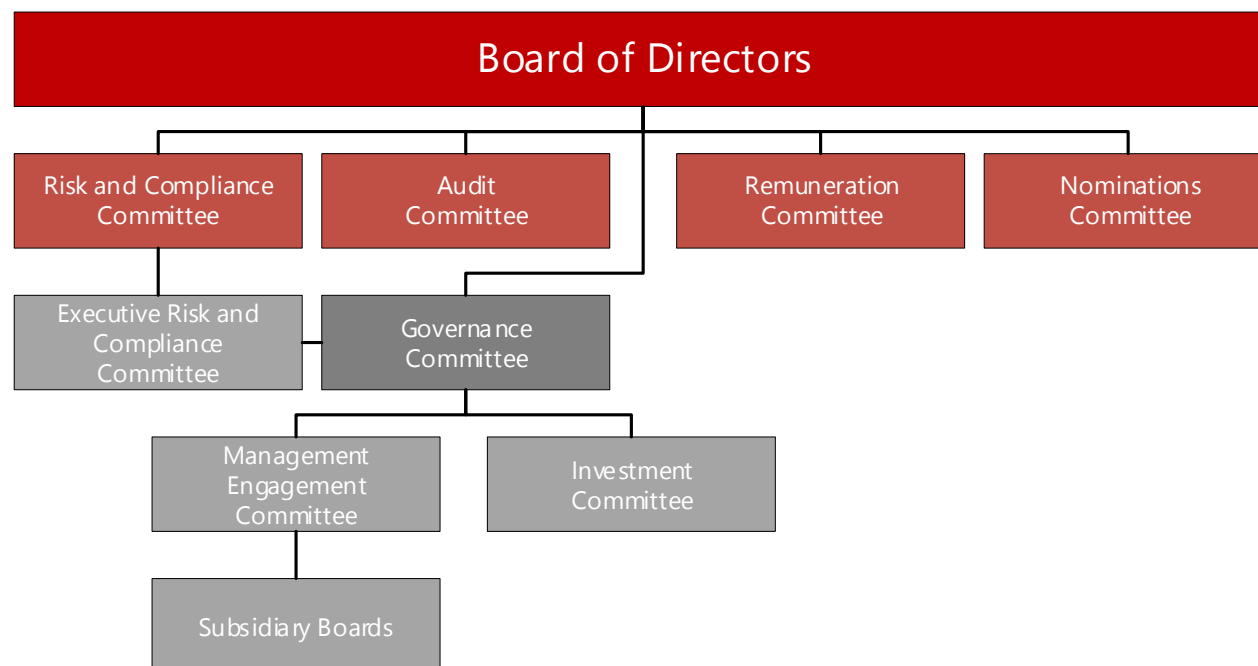 Board of Directors
Risk and Compliance
Committee
Audit
Committee
Remuneration
Committee
Nominations
Committee
Executive Risk and
Compliance
Committee
Governance
Committee
Management
Engagement
Committee
Investment
Committee
Subsidiary Boards